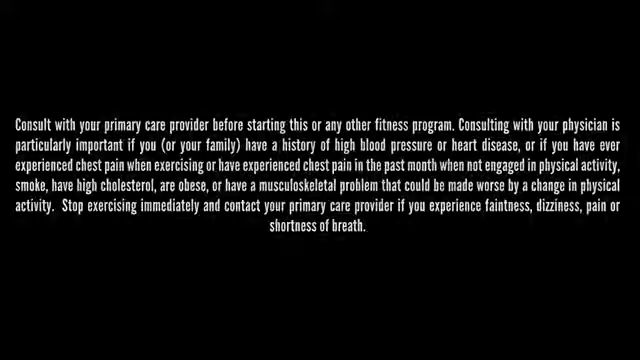 Consult with your primary care provider before starting this or any other fitness program. Consulting with your physician is
particularly important if you (or your family) have a history of high blood pressure or heart disease, or if you have ever
experienced chest pain when exercising or have experienced chest pain in the past month when not engaged in physical activity,
smoke, have high cholesterol, are obese, or have a musculoskeletal problem that could be made worse by a change in physical
activity. Stop exercising immediately and contact your primary care provider if you experience faintness, dizziness, pain or
shortness of breath.